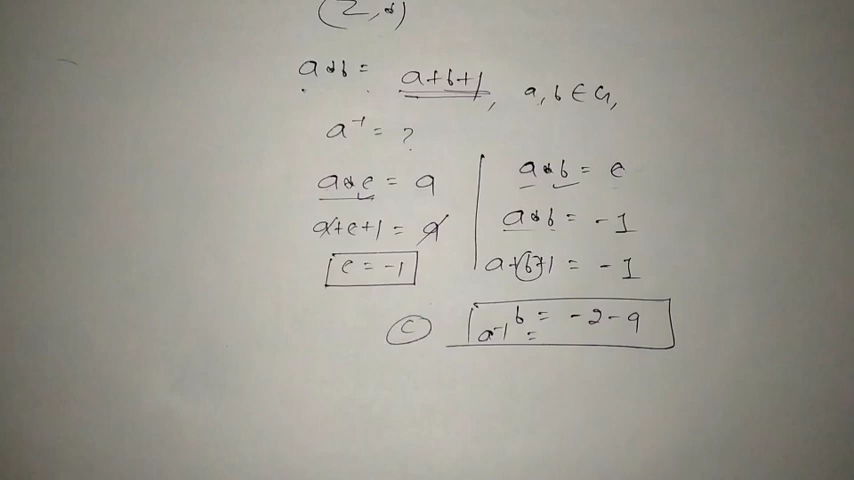 (Z, *)
a * b = a+b+1, a, b ∈ G,
a⁻¹ = ?
a * e = a
a+e+1 = a
e = -1
a * b = e
a * b = -1
a+b+1 = -1
(C)
b = -2-a
a⁻¹ =